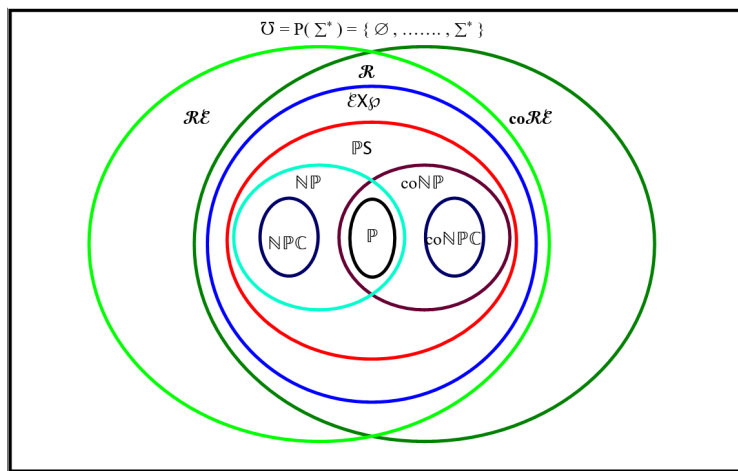 ℧ = P( ∑* ) = { ∅ , ……. , ∑* }
ℛ
ℰX℘
ℛℰ
coℛℰ
ℙS
ℕℙ
coℕℙ
ℙ
ℕℙℂ
coℕℙℂ